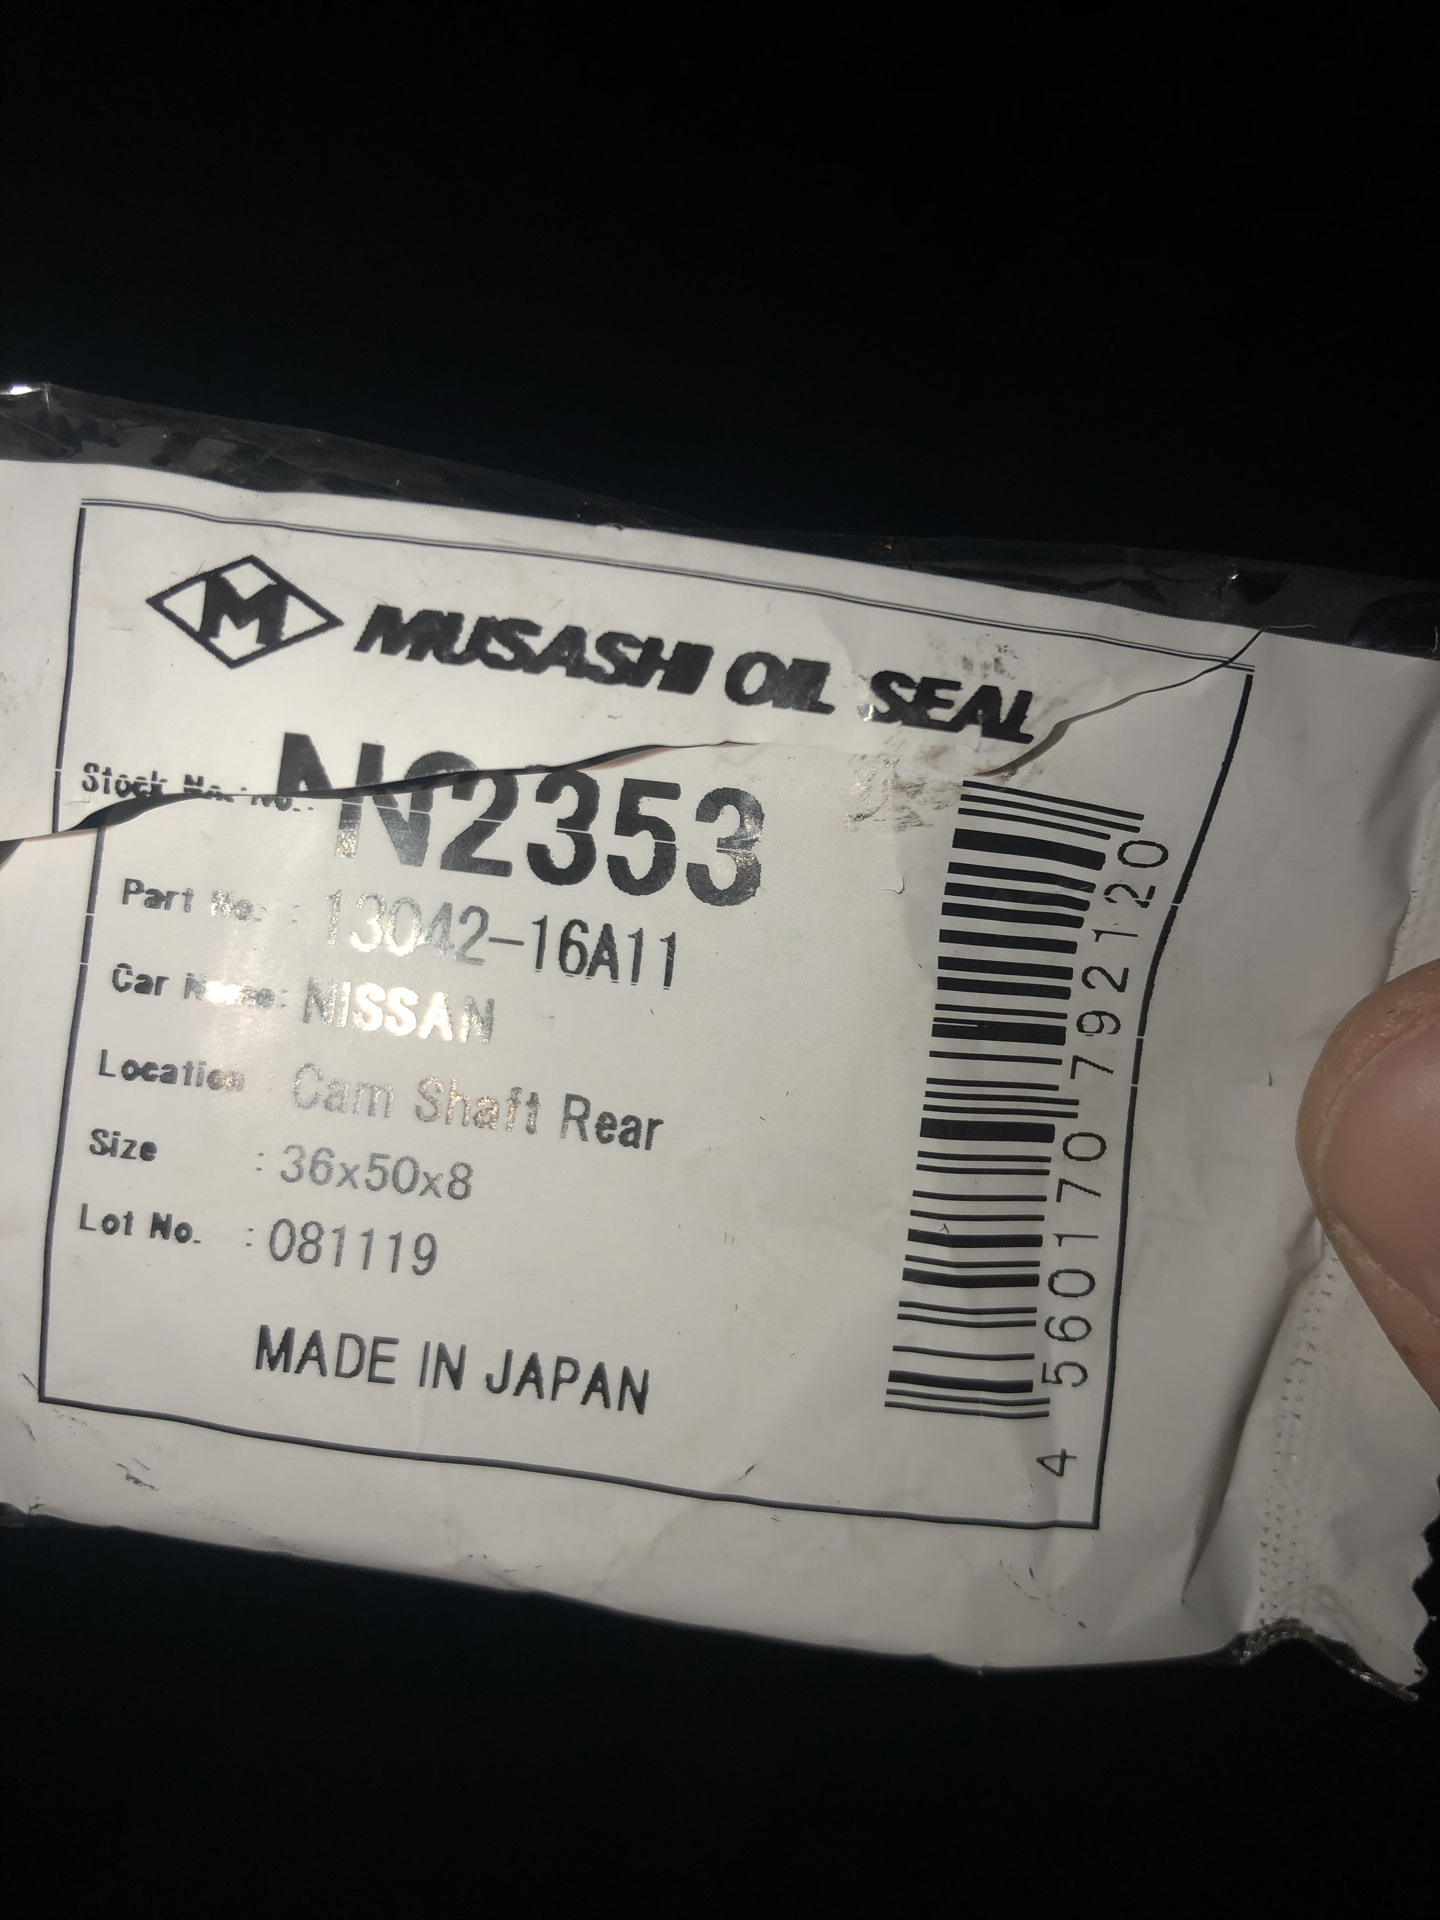 M MUSASHI OIL SEAL
Stock No. No.: N2353
Part No. : 13042-16A11
Car Name: NISSAN
Location Cam Shaft Rear
Size : 36x50x8
Lot No. : 081119
MADE IN JAPAN
4 560170 792120